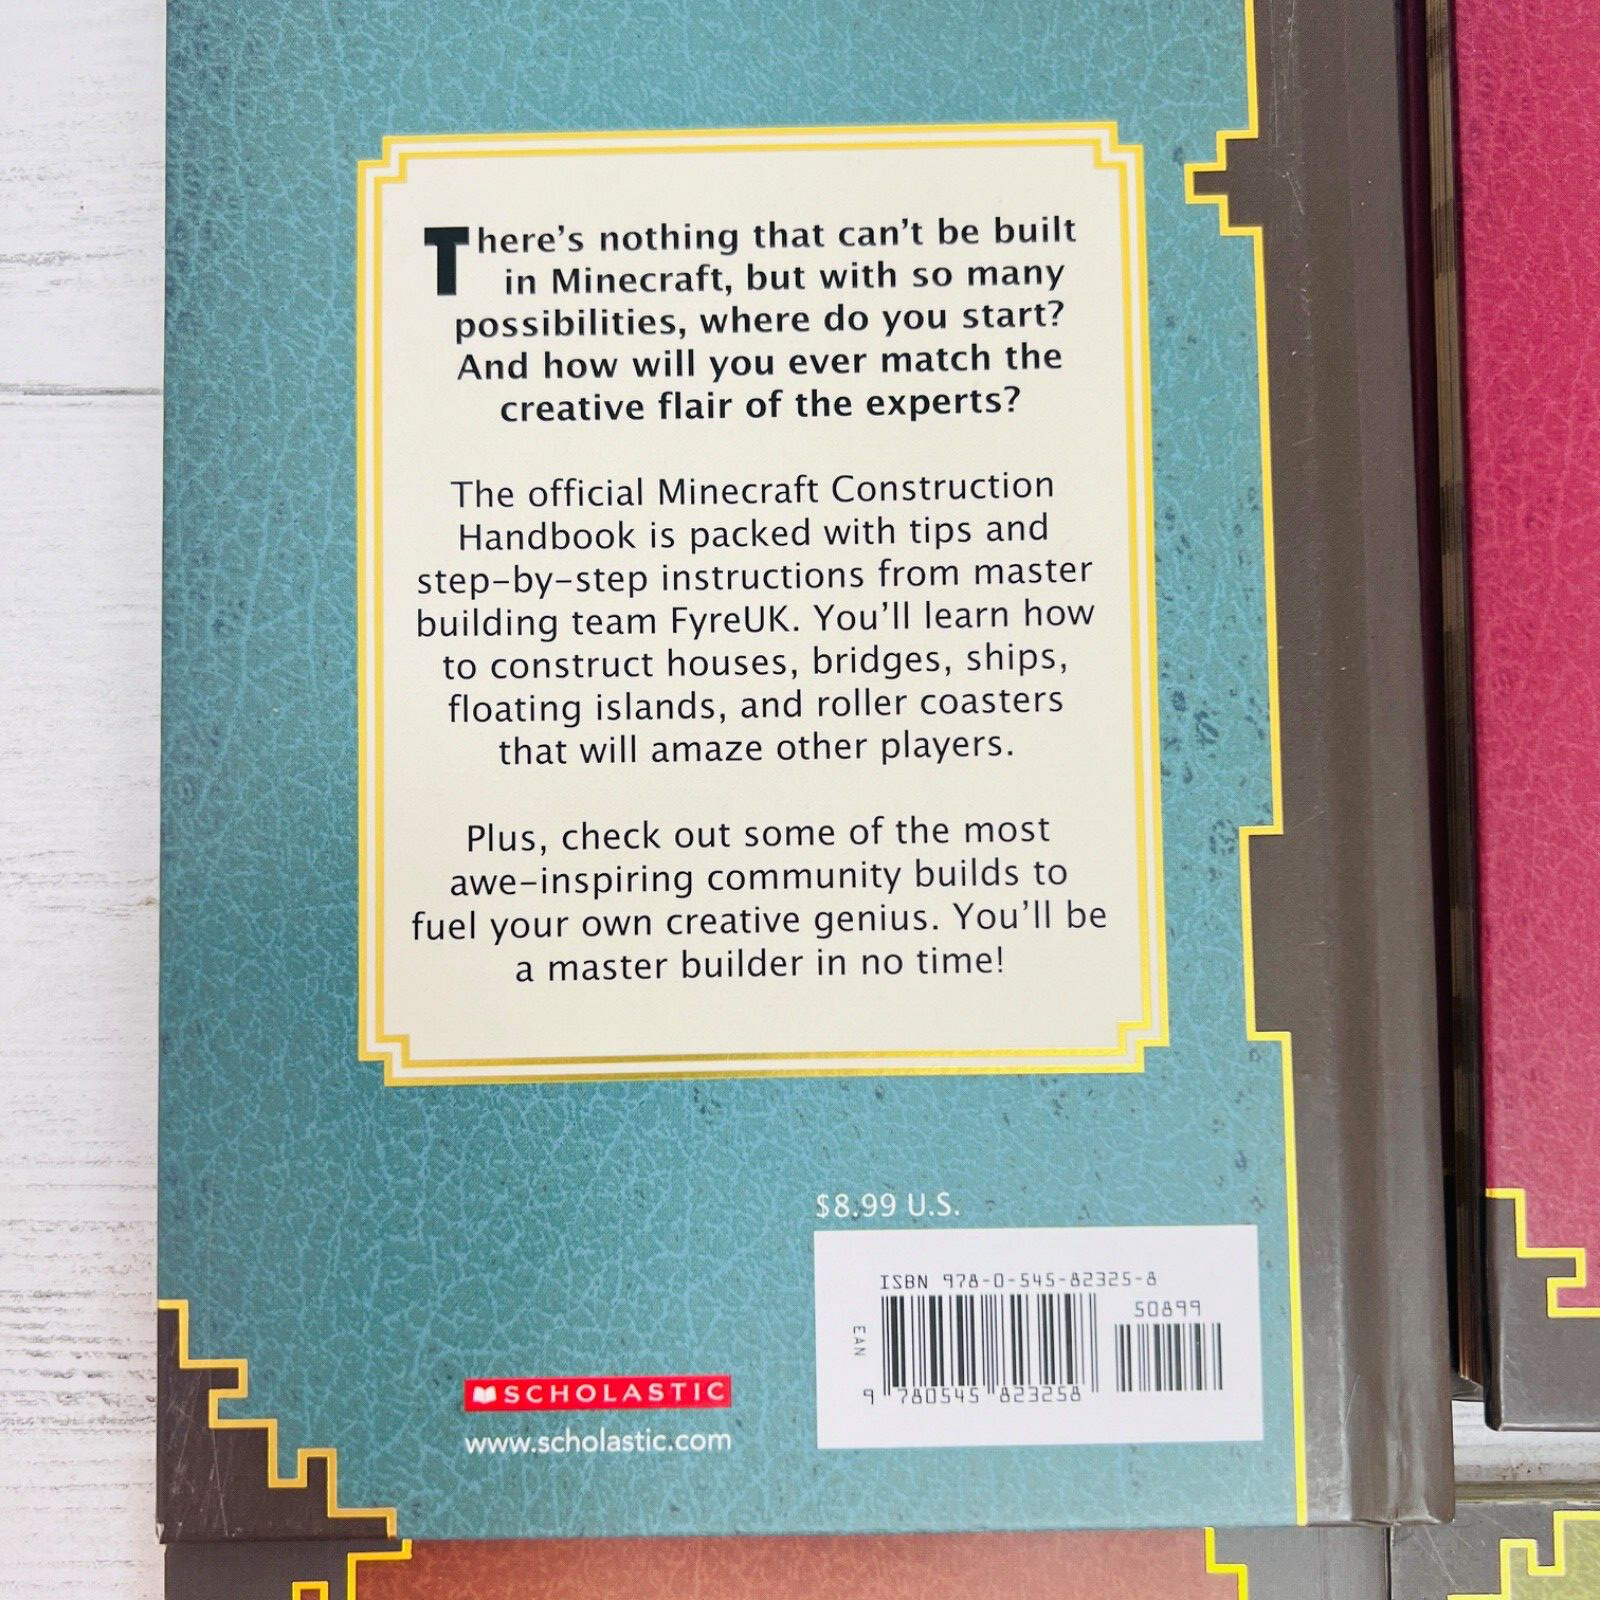 There's nothing that can't be built
in Minecraft, but with so many
possibilities, where do you start?
And how will you ever match the
creative flair of the experts?
The official Minecraft Construction
Handbook is packed with tips and
step-by-step instructions from master
building team FyreUK. You'll learn how
to construct houses, bridges, ships,
floating islands, and roller coasters
that will amaze other players.
Plus, check out some of the most
awe-inspiring community builds to
fuel your own creative genius. You'll be
a master builder in no time!
$8.99 U.S.
ISBN 978-0-545-82325-8
50899
EAN
9 780545 823258
SCHOLASTIC
www.scholastic.com